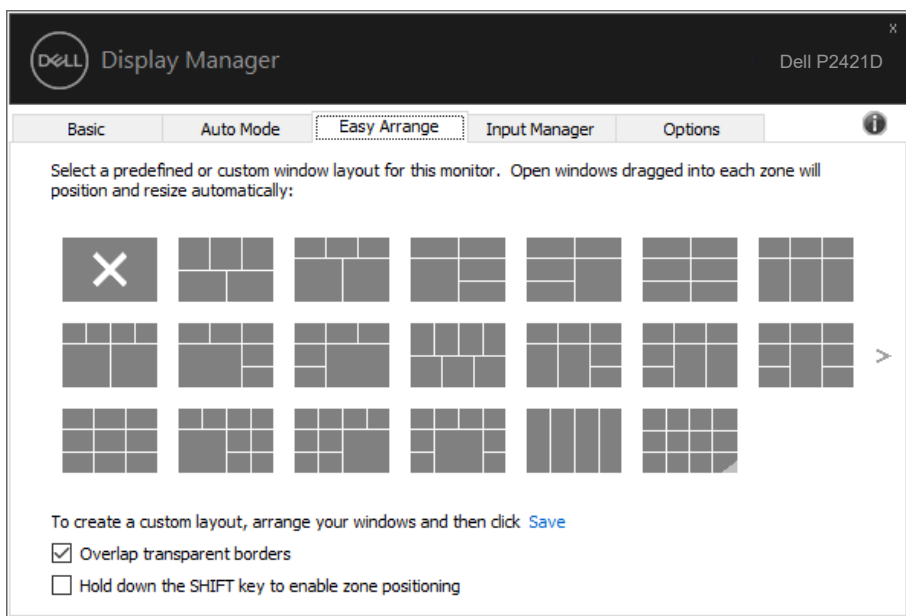 x
DELL Display Manager
Dell P2421D
Basic Auto Mode Easy Arrange Input Manager Options
Select a predefined or custom window layout for this monitor.  Open windows dragged into each zone will
position and resize automatically:
>
To create a custom layout, arrange your windows and then click Save
Overlap transparent borders
Hold down the SHIFT key to enable zone positioning